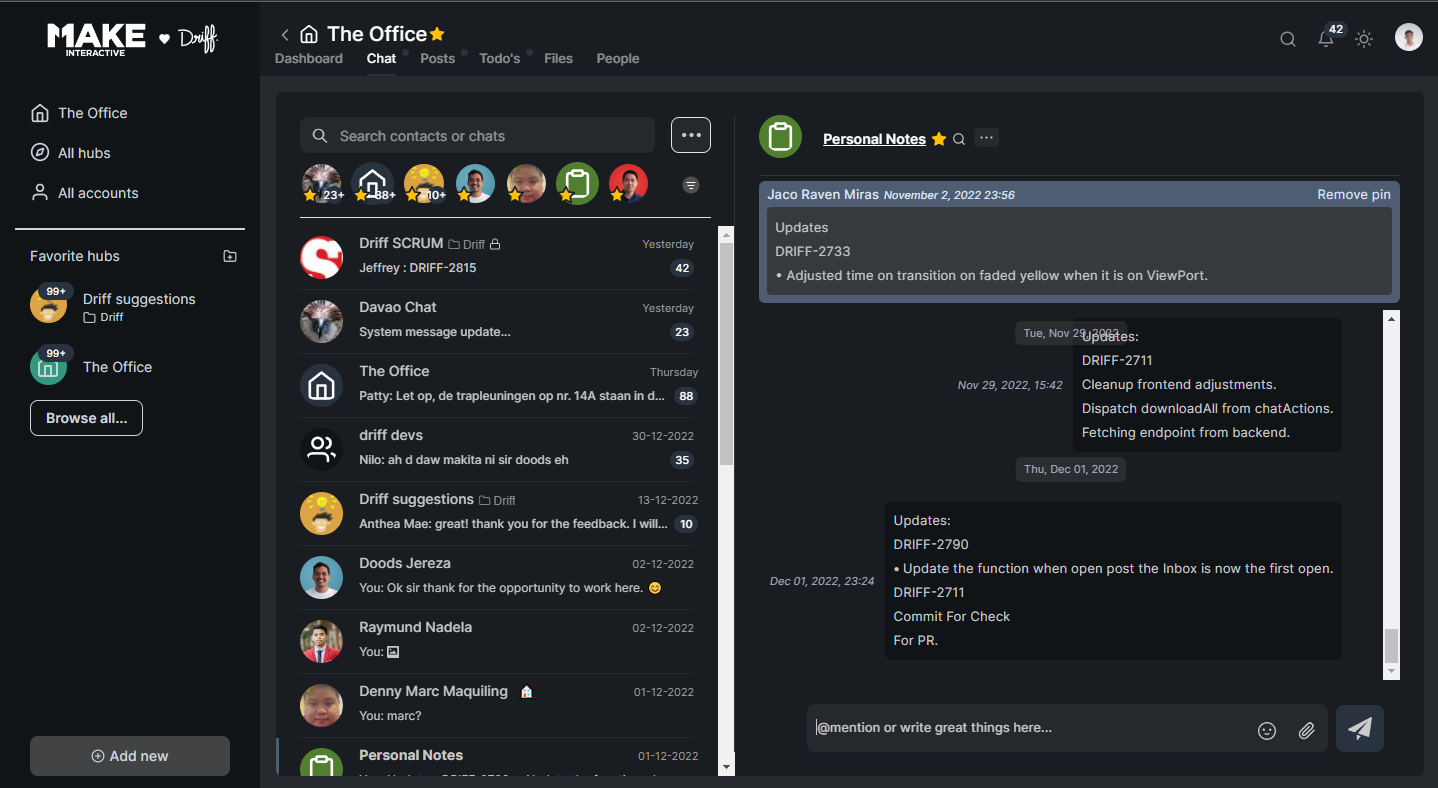 MAKE
INTERACTIVE
Driff
The Office
All hubs
All accounts
Favorite hubs
99+
Driff suggestions
Driff
99+
The Office
Browse all...
Add new
The Office
42
Dashboard
Chat
Posts
Todo's
Files
People
Search contacts or chats
23+
88+
10+
Driff SCRUM
Driff
Yesterday
Jeffrey : DRIFF-2815
42
Davao Chat
Yesterday
System message update...
23
The Office
Thursday
Patty: Let op, de trapleuningen op nr. 14A staan in d...
88
driff devs
30-12-2022
Nilo: ah d daw makita ni sir doods eh
35
Driff suggestions
Driff
13-12-2022
Anthea Mae: great! thank you for the feedback. I will...
10
Doods Jereza
02-12-2022
You: Ok sir thank for the opportunity to work here. 😊
Raymund Nadela
02-12-2022
You:
Denny Marc Maquiling
01-12-2022
You: marc?
Personal Notes
01-12-2022
Personal Notes
Jaco Raven Miras November 2, 2022 23:56
Remove pin
Updates
DRIFF-2733
• Adjusted time on transition on faded yellow when it is on ViewPort.
Tue, Nov 29, 2022
Updates:
DRIFF-2711
Nov 29, 2022, 15:42
Cleanup frontend adjustments.
Dispatch downloadAll from chatActions.
Fetching endpoint from backend.
Thu, Dec 01, 2022
Updates:
DRIFF-2790
• Update the function when open post the Inbox is now the first open.
Dec 01, 2022, 23:24
DRIFF-2711
Commit For Check
For PR.
@mention or write great things here...